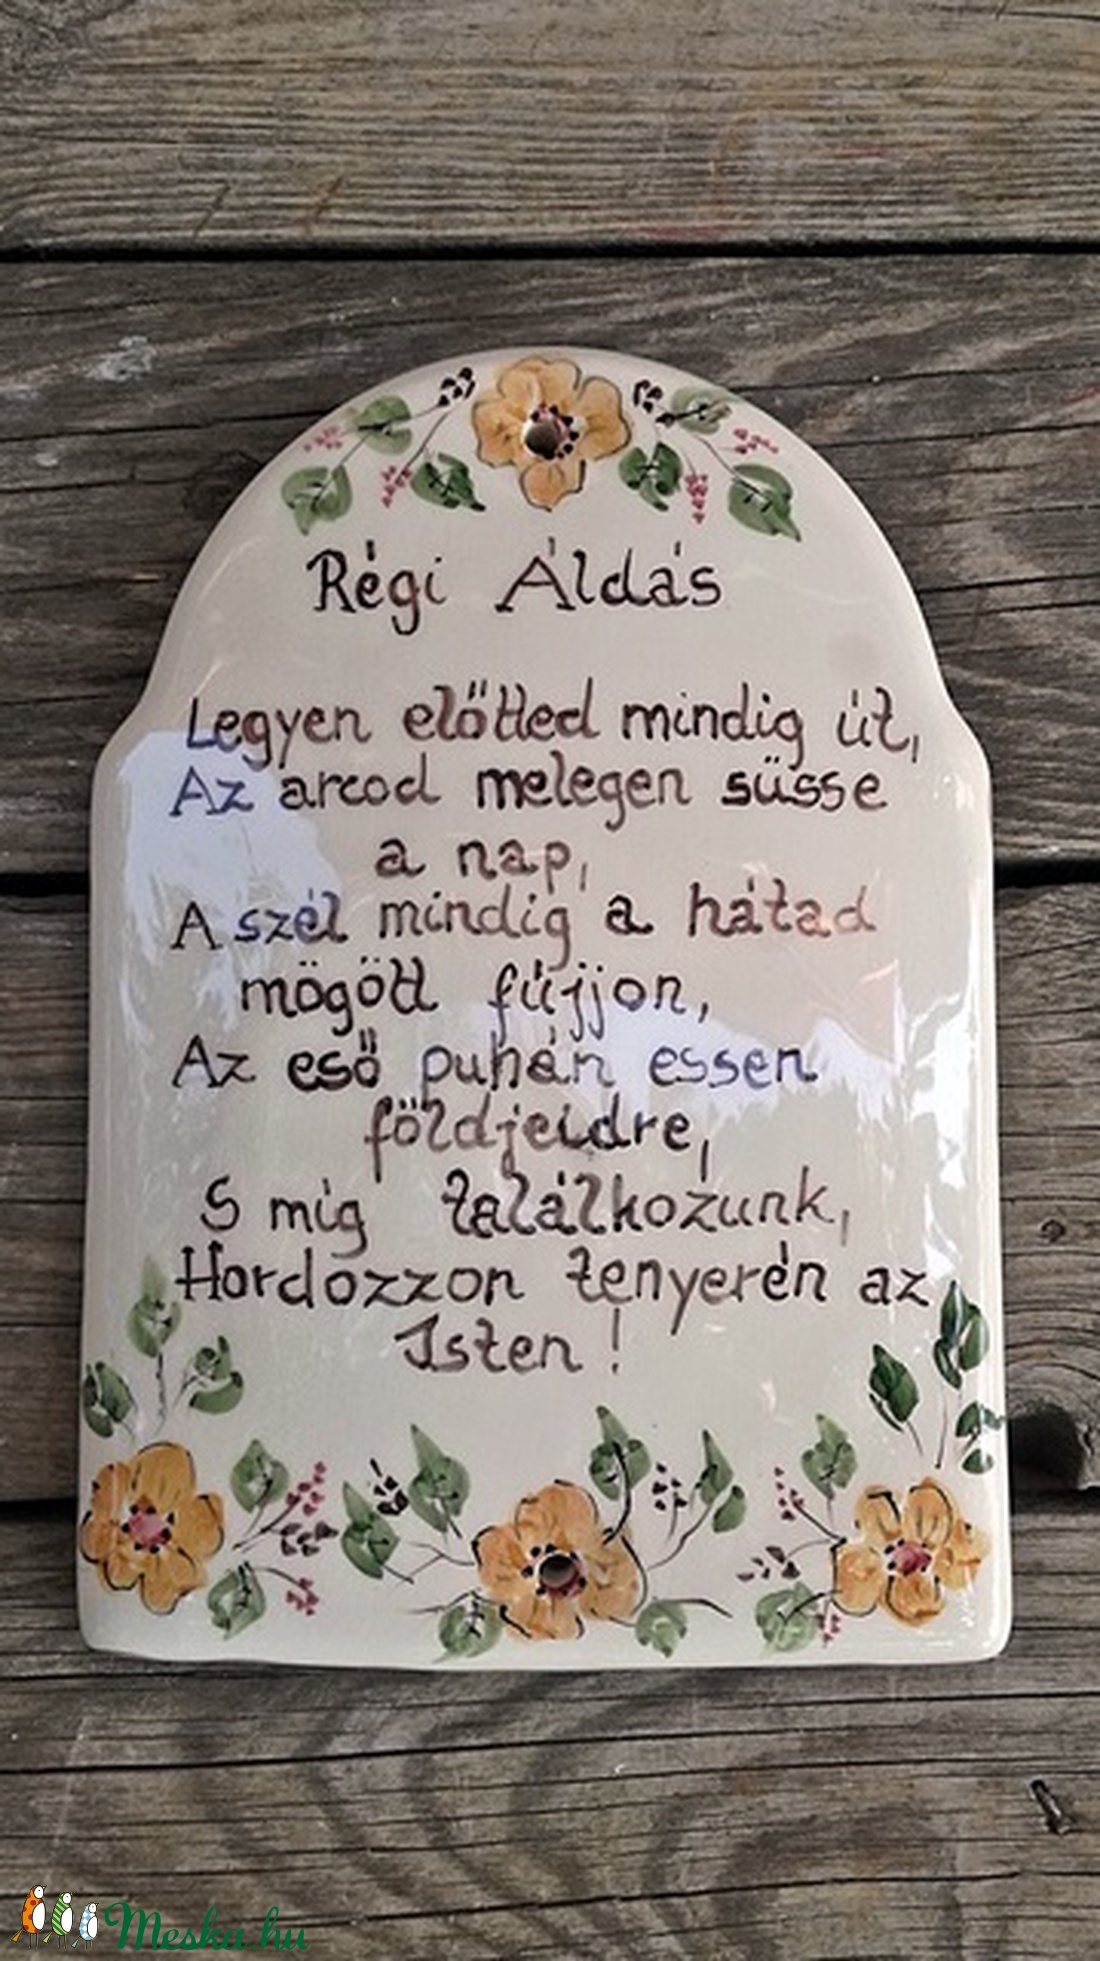 Régi Áldás
Legyen előtted mindig út,
Az arcod melegen süsse
a nap,
A szél mindig a hátad
mögött fújjon,
Az eső puhán essen
földjeidre,
S míg találkozunk,
Hordozzon tenyerén az
Isten!
Meska.hu